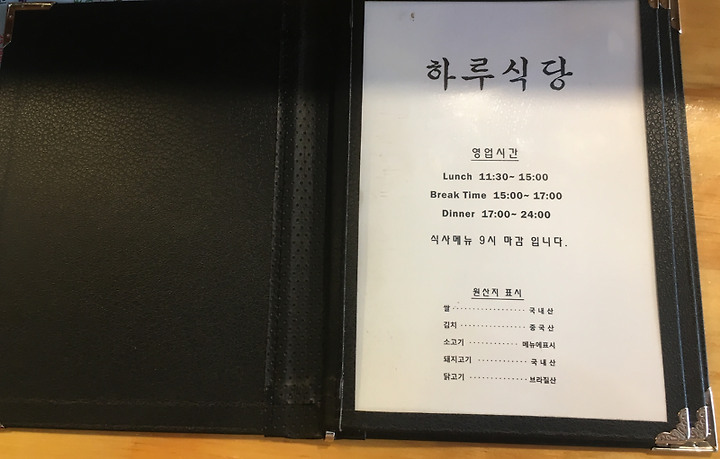 하루식당
영업시간
Lunch 11:30~ 15:00
Break Time 15:00~ 17:00
Dinner 17:00~ 24:00
식사메뉴 9시 마감 입니다.
원산지 표시
쌀 ·················· 국내산
김치 ················ 중국산
소고기 ············ 메뉴에표시
돼지고기 ············ 국내산
닭고기 ·············· 브라질산